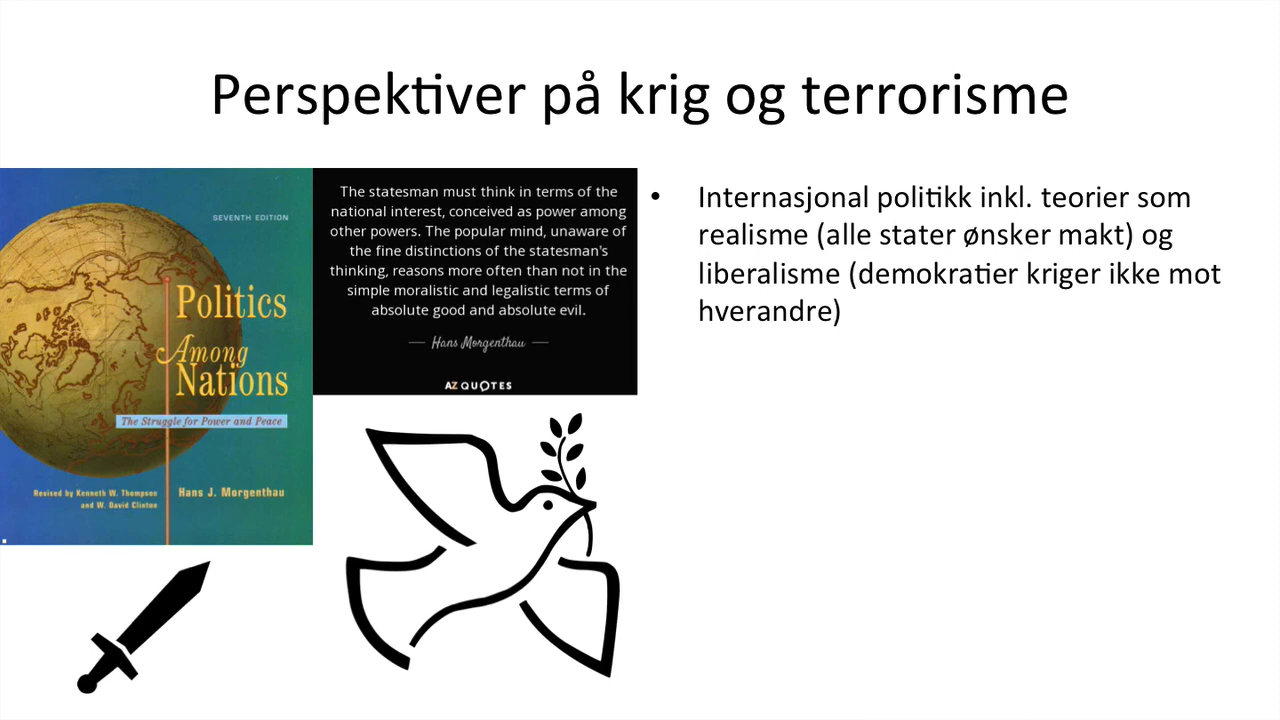 Perspektiver på krig og terrorisme
SEVENTH EDITION
Politics
Among
Nations
The Struggle for Power and Peace
Revised by Kenneth W. Thompson
and W. David Clinton
Hans J. Morgenthau
The statesman must think in terms of the
national interest, conceived as power among
other powers. The popular mind, unaware of
the fine distinctions of the statesman's
thinking, reasons more often than not in the
simple moralistic and legalistic terms of
absolute good and absolute evil.
— Hans Morgenthau —
AZ QUOTES
• Internasjonal politikk inkl. teorier som
realisme (alle stater ønsker makt) og
liberalisme (demokratier kriger ikke mot
hverandre)